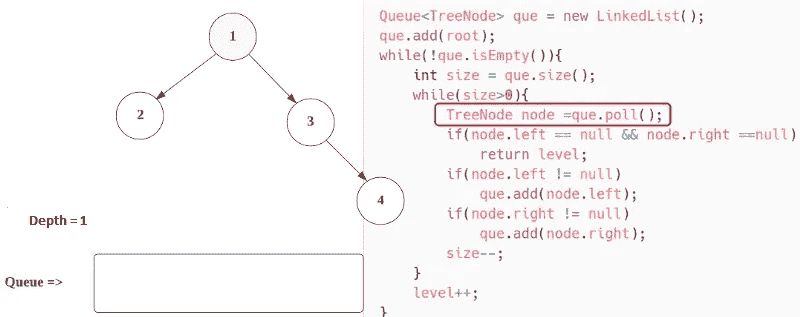 1
2
3
4
Depth = 1
Queue =>
Queue<TreeNode> que = new LinkedList();
que.add(root);
while(!que.isEmpty()){
    int size = que.size();
    while(size>0){
        TreeNode node =que.poll();
        if(node.left == null && node.right ==null)
            return level;
        if(node.left != null)
            que.add(node.left);
        if(node.right != null)
            que.add(node.right);
        size--;
    }
    level++;
}